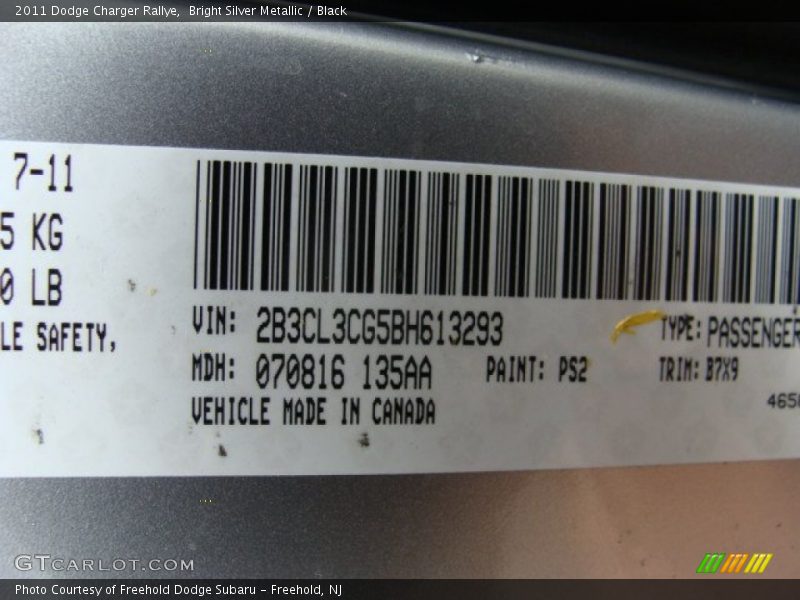 2011 Dodge Charger Rallye, Bright Silver Metallic / Black
7-11
5 KG
0 LB
LE SAFETY,
VIN: 2B3CL3CG5BH613293 TYPE: PASSENGER
MDH: 070816 135AA PAINT: PS2 TRIM: B7X9
VEHICLE MADE IN CANADA
465
GTCARLOT.COM
Photo Courtesy of Freehold Dodge Subaru - Freehold, NJ